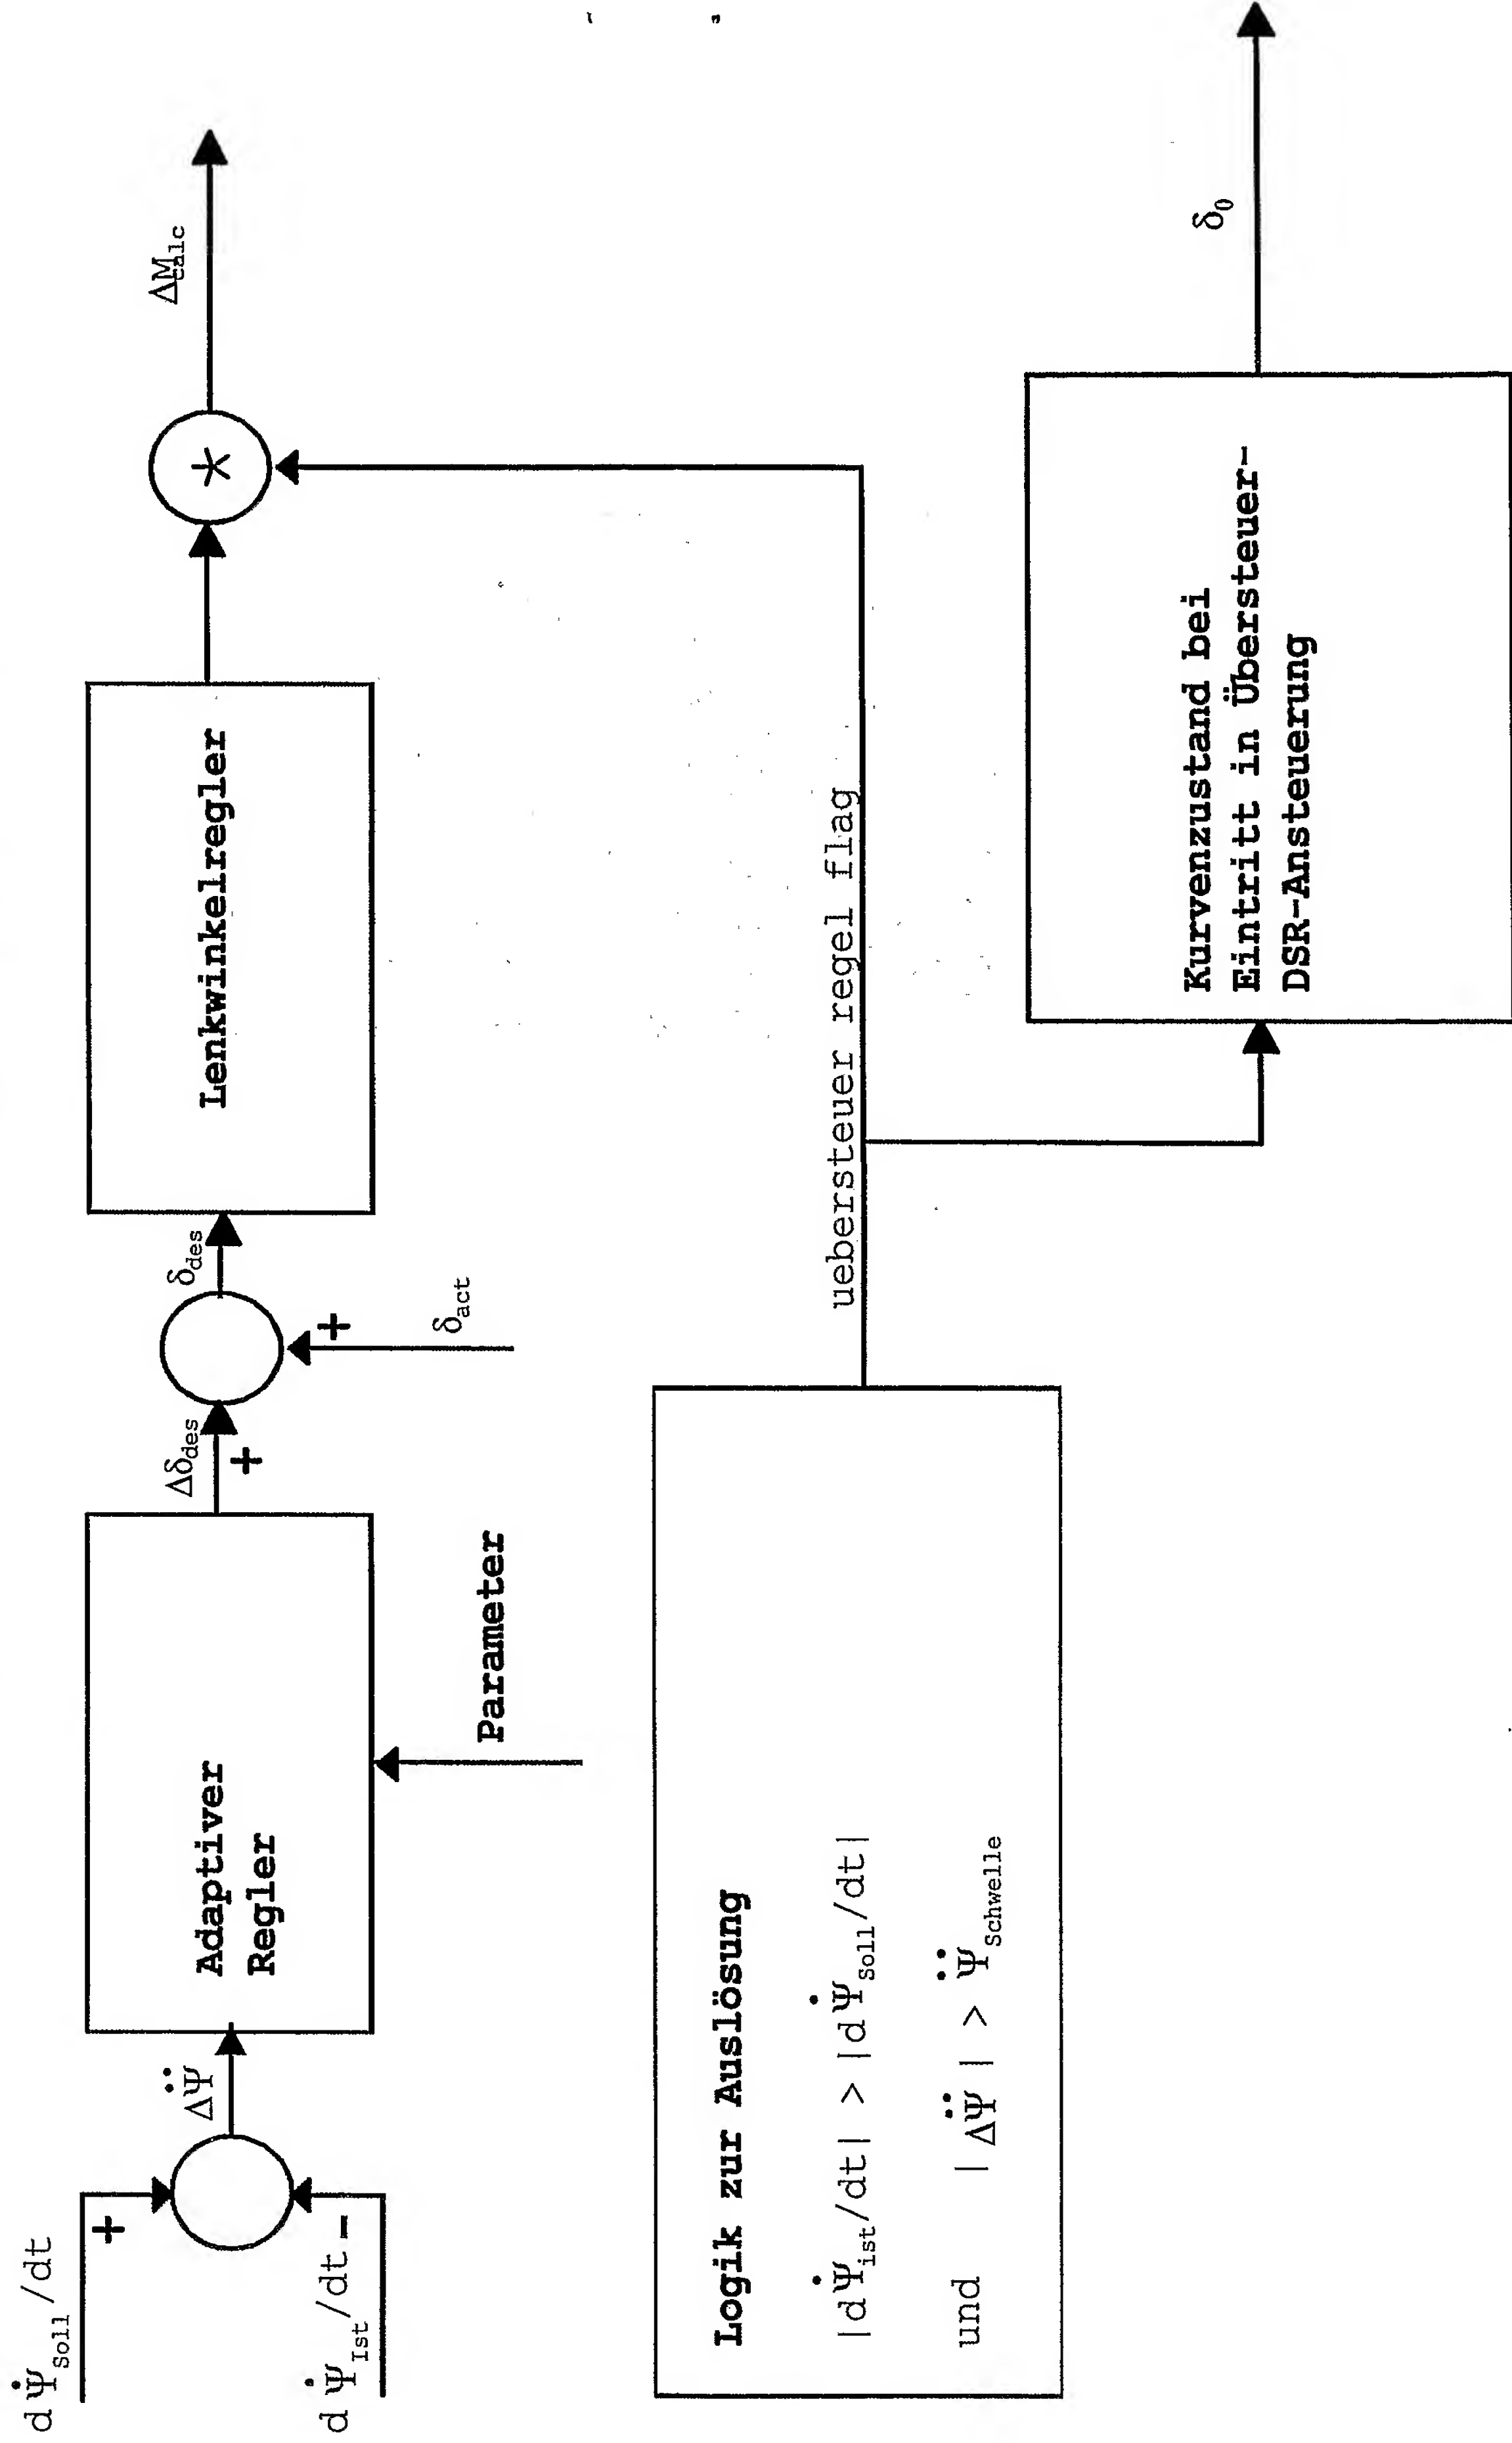 dΨ̇Soll/dt
+
dΨ̇Ist/dt
-
ΔΨ̈
Adaptiver
Regler
Parameter
Δδdes
+
δact
+
δdes
Lenkwinkelregler
*
ΔMcalc
Logik zur Auslösung
|dΨ̇ist/dt| > |dΨ̇Soll/dt|
und |ΔΨ̈| > Ψ̈Schwelle
uebersteuer regel flag
Kurvenzustand bei
Eintritt in Übersteuer-
DSR-Ansteuerung
δ0